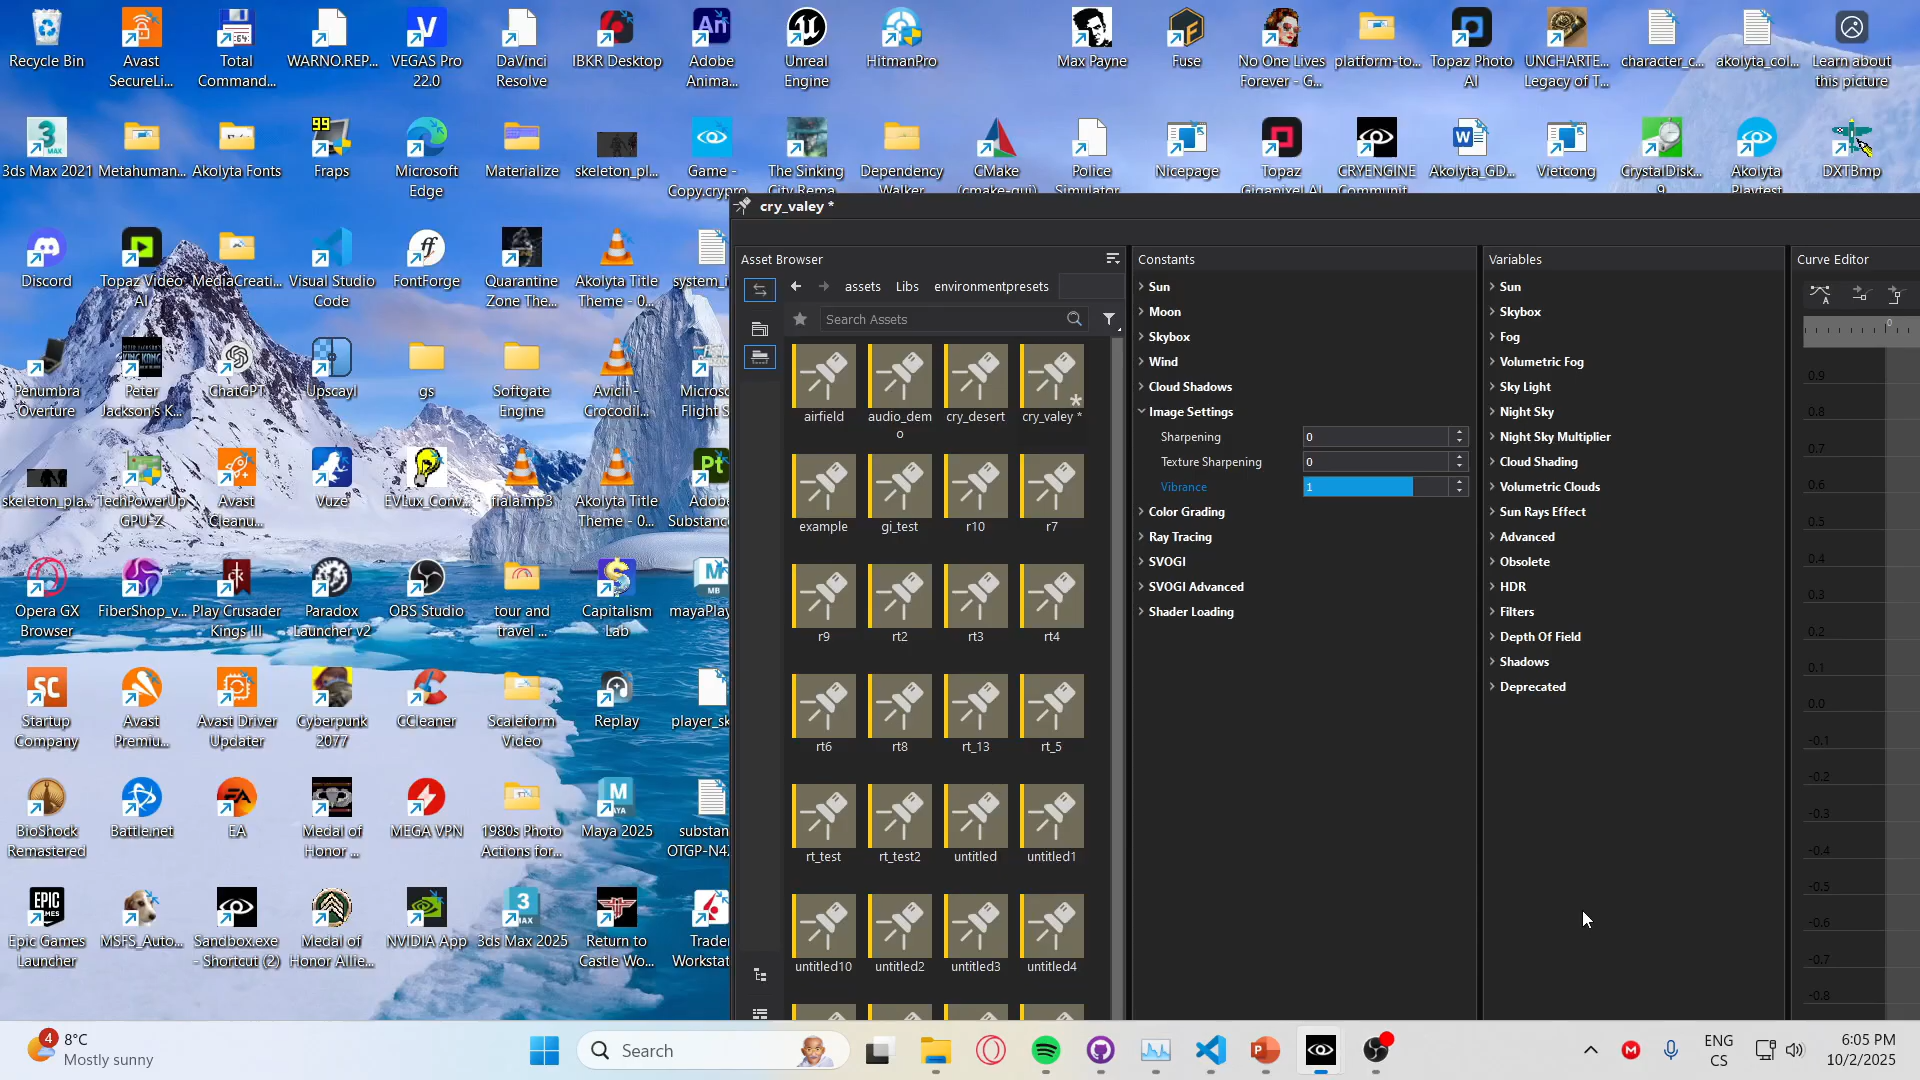 Recycle Bin
Avast
SecureLi...
Total
Command...
WARNO.REP...
VEGAS Pro
22.0
DaVinci
Resolve
IBKR Desktop
Adobe
Anima...
Unreal
Engine
HitmanPro
Max Payne
Fuse
No One Lives
Forever - G...
platform-to...
Topaz Photo
AI
UNCHARTE...
Legacy of T...
character_c...
akolyta_col...
Learn about
this picture
3ds Max 2021
Metahuman...
Akolyta Fonts
Fraps
Microsoft
Edge
Materialize
skeleton_pl...
Game -
Copy.crypro...
The Sinking
City Rema...
Dependency
Walker
CMake
(cmake-gui)
Police
Simulator
Nicepage
Topaz
Gigapixel AI
CRYENGINE
Communit...
Akolyta_GD...
Vietcong
CrystalDisk...
9
Akolyta
Playtest
DXTBmp
Discord
Topaz Video
AI
MediaCreati...
Visual Studio
Code
FontForge
Quarantine
Zone The...
Akolyta Title
Theme - 0...
system_i
Penumbra
Overture
Peter
Jackson's K...
ChatGPT
Upscayl
gs
Softgate
Engine
Avicii -
Crocodil...
Micros
Flight S
skeleton_pla...
TechPowerUp
GPU-Z
Avast
Cleanu...
Vuze
EVLux_Conv...
fiala.mp3
Akolyta Title
Theme - 0...
Adob
Substanc
Opera GX
Browser
FiberShop_v...
Play Crusader
Kings III
Paradox
Launcher v2
OBS Studio
tour and
travel ...
Capitalism
Lab
mayaPlay
Startup
Company
Avast
Premiu...
Avast Driver
Updater
Cyberpunk
2077
CCleaner
Scaleform
Video
Replay
player_sk
BioShock
Remastered
Battle.net
EA
Medal of
Honor ...
MEGA VPN
1980s Photo
Actions for...
Maya 2025
substan
OTGP-N4
Epic Games
Launcher
MSFS_Auto...
Sandbox.exe
- Shortcut (2)
Medal of
Honor Allie...
NVIDIA App
3ds Max 2025
Return to
Castle Wo...
Trader
Workstat
cry_valey *
Asset Browser
assets
Libs
environmentpresets
Search Assets
airfield
audio_dem
o
cry_desert
cry_valey *
example
gi_test
r10
r7
r9
rt2
rt3
rt4
rt6
rt8
rt_13
rt_5
rt_test
rt_test2
untitled
untitled1
untitled10
untitled2
untitled3
untitled4
Constants
Sun
Moon
Skybox
Wind
Cloud Shadows
Image Settings
Sharpening 0
Texture Sharpening 0
Vibrance 1
Color Grading
Ray Tracing
SVOGI
SVOGI Advanced
Shader Loading
Variables
Sun
Skybox
Fog
Volumetric Fog
Sky Light
Night Sky
Night Sky Multiplier
Cloud Shading
Volumetric Clouds
Sun Rays Effect
Advanced
Obsolete
HDR
Filters
Depth Of Field
Shadows
Deprecated
Curve Editor
0
0.9
0.8
0.7
0.6
0.5
0.4
0.3
0.2
0.1
0.0
-0.1
-0.2
-0.3
-0.4
-0.5
-0.6
-0.7
-0.8
4
8°C
Mostly sunny
Search
ENG
CS
6:05 PM
10/2/2025